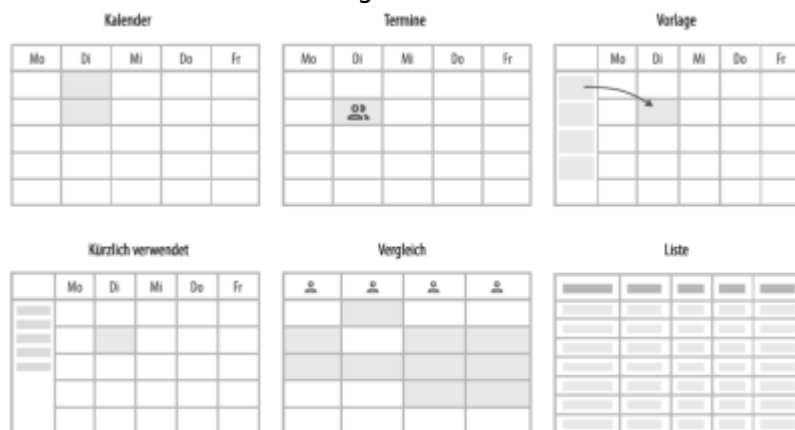 Kalender
Termine
Vorlage
Mo Di Mi Do Fr
Mo Di Mi Do Fr
Mo Di Mi Do Fr
Kürzlich verwendet
Vergleich
Liste
Mo Di Mi Do Fr